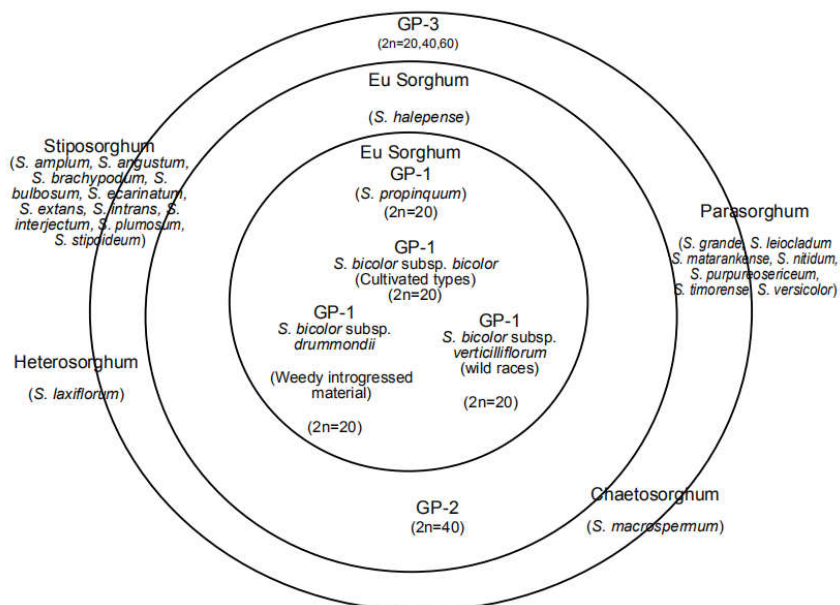 GP-3
(2n=20,40,60)
Eu Sorghum
(S. halepense)
Stiposorghum
(S. amplum, S. angustum,
S. brachypodum, S.
bulbosum, S. ecarinatum,
S. extans, S. intrans, S.
interjectum, S. plumosum,
S. stipoideum)
Eu Sorghum
GP-1
(S. propinquum)
(2n=20)
Parasorghum
(S. grande, S. leiocladum
S. matarankense, S. nitidum,
S. purpureosericeum,
S. timorense, S. versicolor)
GP-1
S. bicolor subsp. bicolor
(Cultivated types)
(2n=20)
GP-1
S. bicolor subsp.
drummondii
(Weedy introgressed
material)
(2n=20)
GP-1
S. bicolor subsp.
verticilliflorum
(wild races)
(2n=20)
Heterosorghum
(S. laxiflorum)
GP-2
(2n=40)
Chaetosorghum
(S. macrospermum)